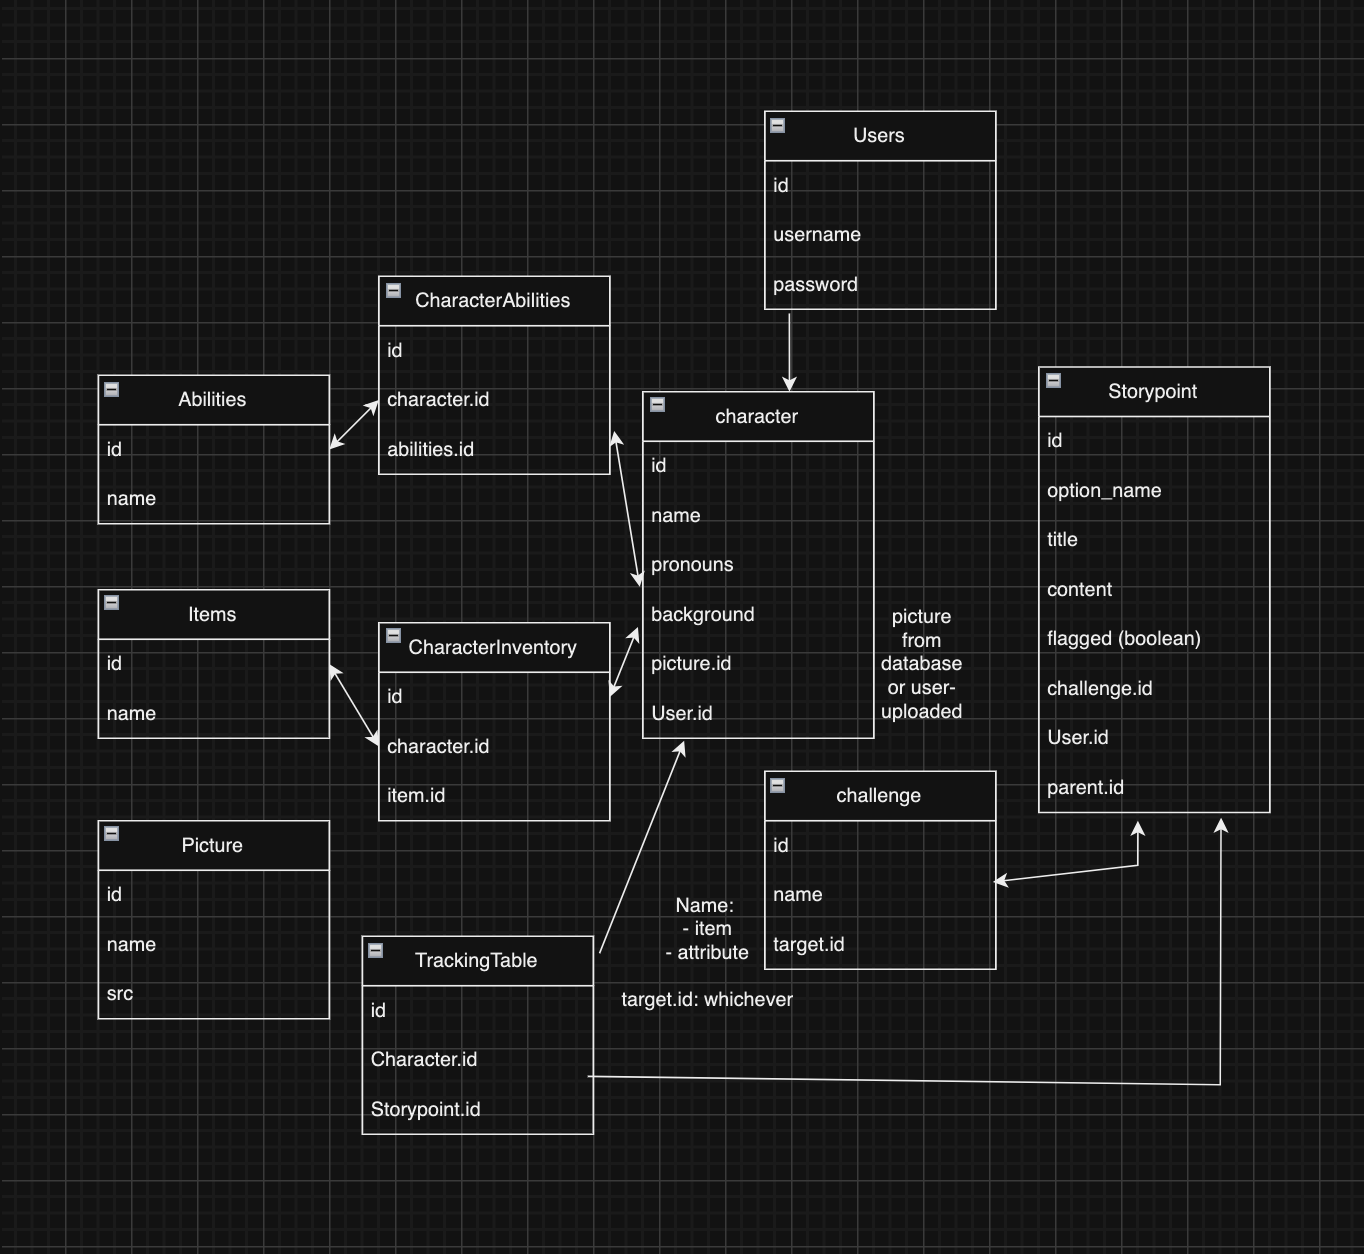 Users
id
username
password
CharacterAbilities
id
character.id
abilities.id
Abilities
id
name
character
id
name
pronouns
background
picture.id
User.id
picture
from
database
or user-
uploaded
Storypoint
id
option_name
title
content
flagged (boolean)
challenge.id
User.id
parent.id
Items
id
name
CharacterInventory
id
character.id
item.id
Picture
id
name
src
challenge
id
name
target.id
Name:
- item
- attribute
target.id: whichever
TrackingTable
id
Character.id
Storypoint.id